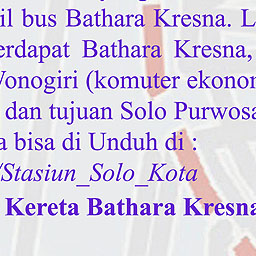 il bus Bathara Kresna. L
erdapat Bathara Kresna,
Wonogiri (komuter ekonor
dan tujuan Solo Purwosa
a bisa di Unduh di :
/Stasiun_Solo_Kota
Kereta Bathara Kresna